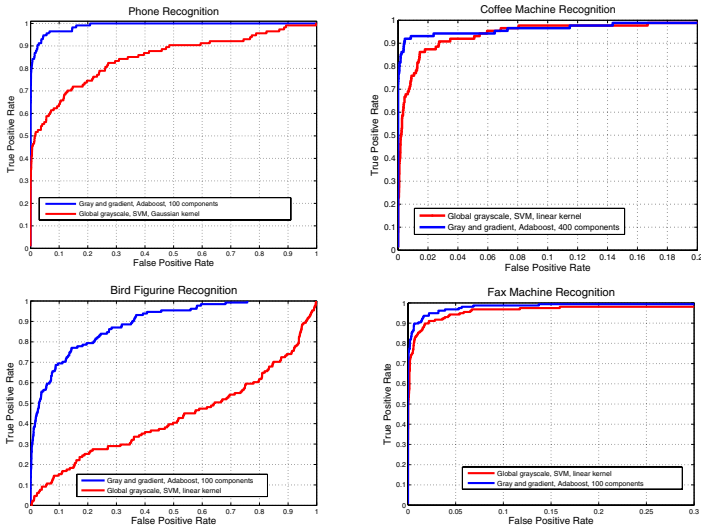 Phone Recognition
1
0.9
0.8
0.7
0.6
0.5
0.4
0.3
0.2
0.1
0
True Positive Rate
Gray and gradient, Adaboost, 100 components
Global grayscale, SVM, Gaussian kernel
0 0.1 0.2 0.3 0.4 0.5 0.6 0.7 0.8 0.9 1
False Positive Rate
Coffee Machine Recognition
1
0.9
0.8
0.7
0.6
0.5
0.4
0.3
0.2
0.1
0
True Positive Rate
Global grayscale, SVM, linear kernel
Gray and gradient, Adaboost, 400 components
0 0.02 0.04 0.06 0.08 0.1 0.12 0.14 0.16 0.18 0.2
False Positive Rate
Bird Figurine Recognition
1
0.9
0.8
0.7
0.6
0.5
0.4
0.3
0.2
0.1
0
True Positive Rate
Gray and gradient, Adaboost, 100 components
Global grayscale, SVM, linear kernel
0 0.1 0.2 0.3 0.4 0.5 0.6 0.7 0.8 0.9 1
False Positive Rate
Fax Machine Recognition
1
0.9
0.8
0.7
0.6
0.5
0.4
0.3
0.2
0.1
0
True Positive Rate
Global grayscale, SVM, linear kernel
Gray and gradient, Adaboost, 100 components
0 0.05 0.1 0.15 0.2 0.25 0.3
False Positive Rate